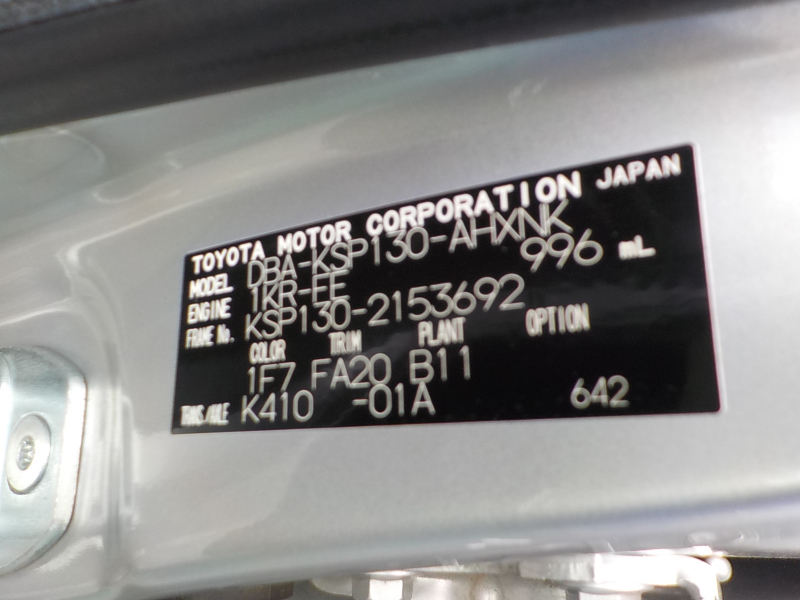 TOYOTA MOTOR CORPORATION JAPAN
MODEL DBA-KSP130-AHXNK
ENGINE 1KR-FE 996 mL
FRAME No. KSP130-2153692
COLOR TRIM PLANT OPTION
1F7 FA20 B11
TRANS/AXLE K410 -01A 642